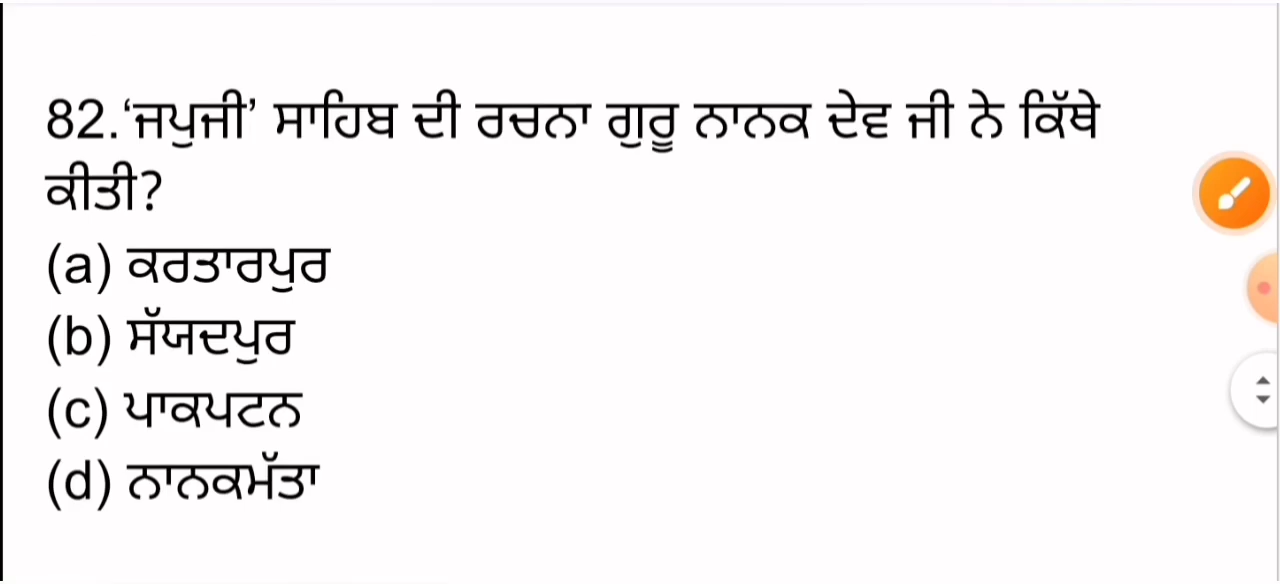 82.‘ਜਪੁਜੀ’ ਸਾਹਿਬ ਦੀ ਰਚਨਾ ਗੁਰੂ ਨਾਨਕ ਦੇਵ ਜੀ ਨੇ ਕਿੱਥੇ
ਕੀਤੀ?
(a) ਕਰਤਾਰਪੁਰ
(b) ਸੱਯਦਪੁਰ
(c) ਪਾਕਪਟਨ
(d) ਨਾਨਕਮੱਤਾ